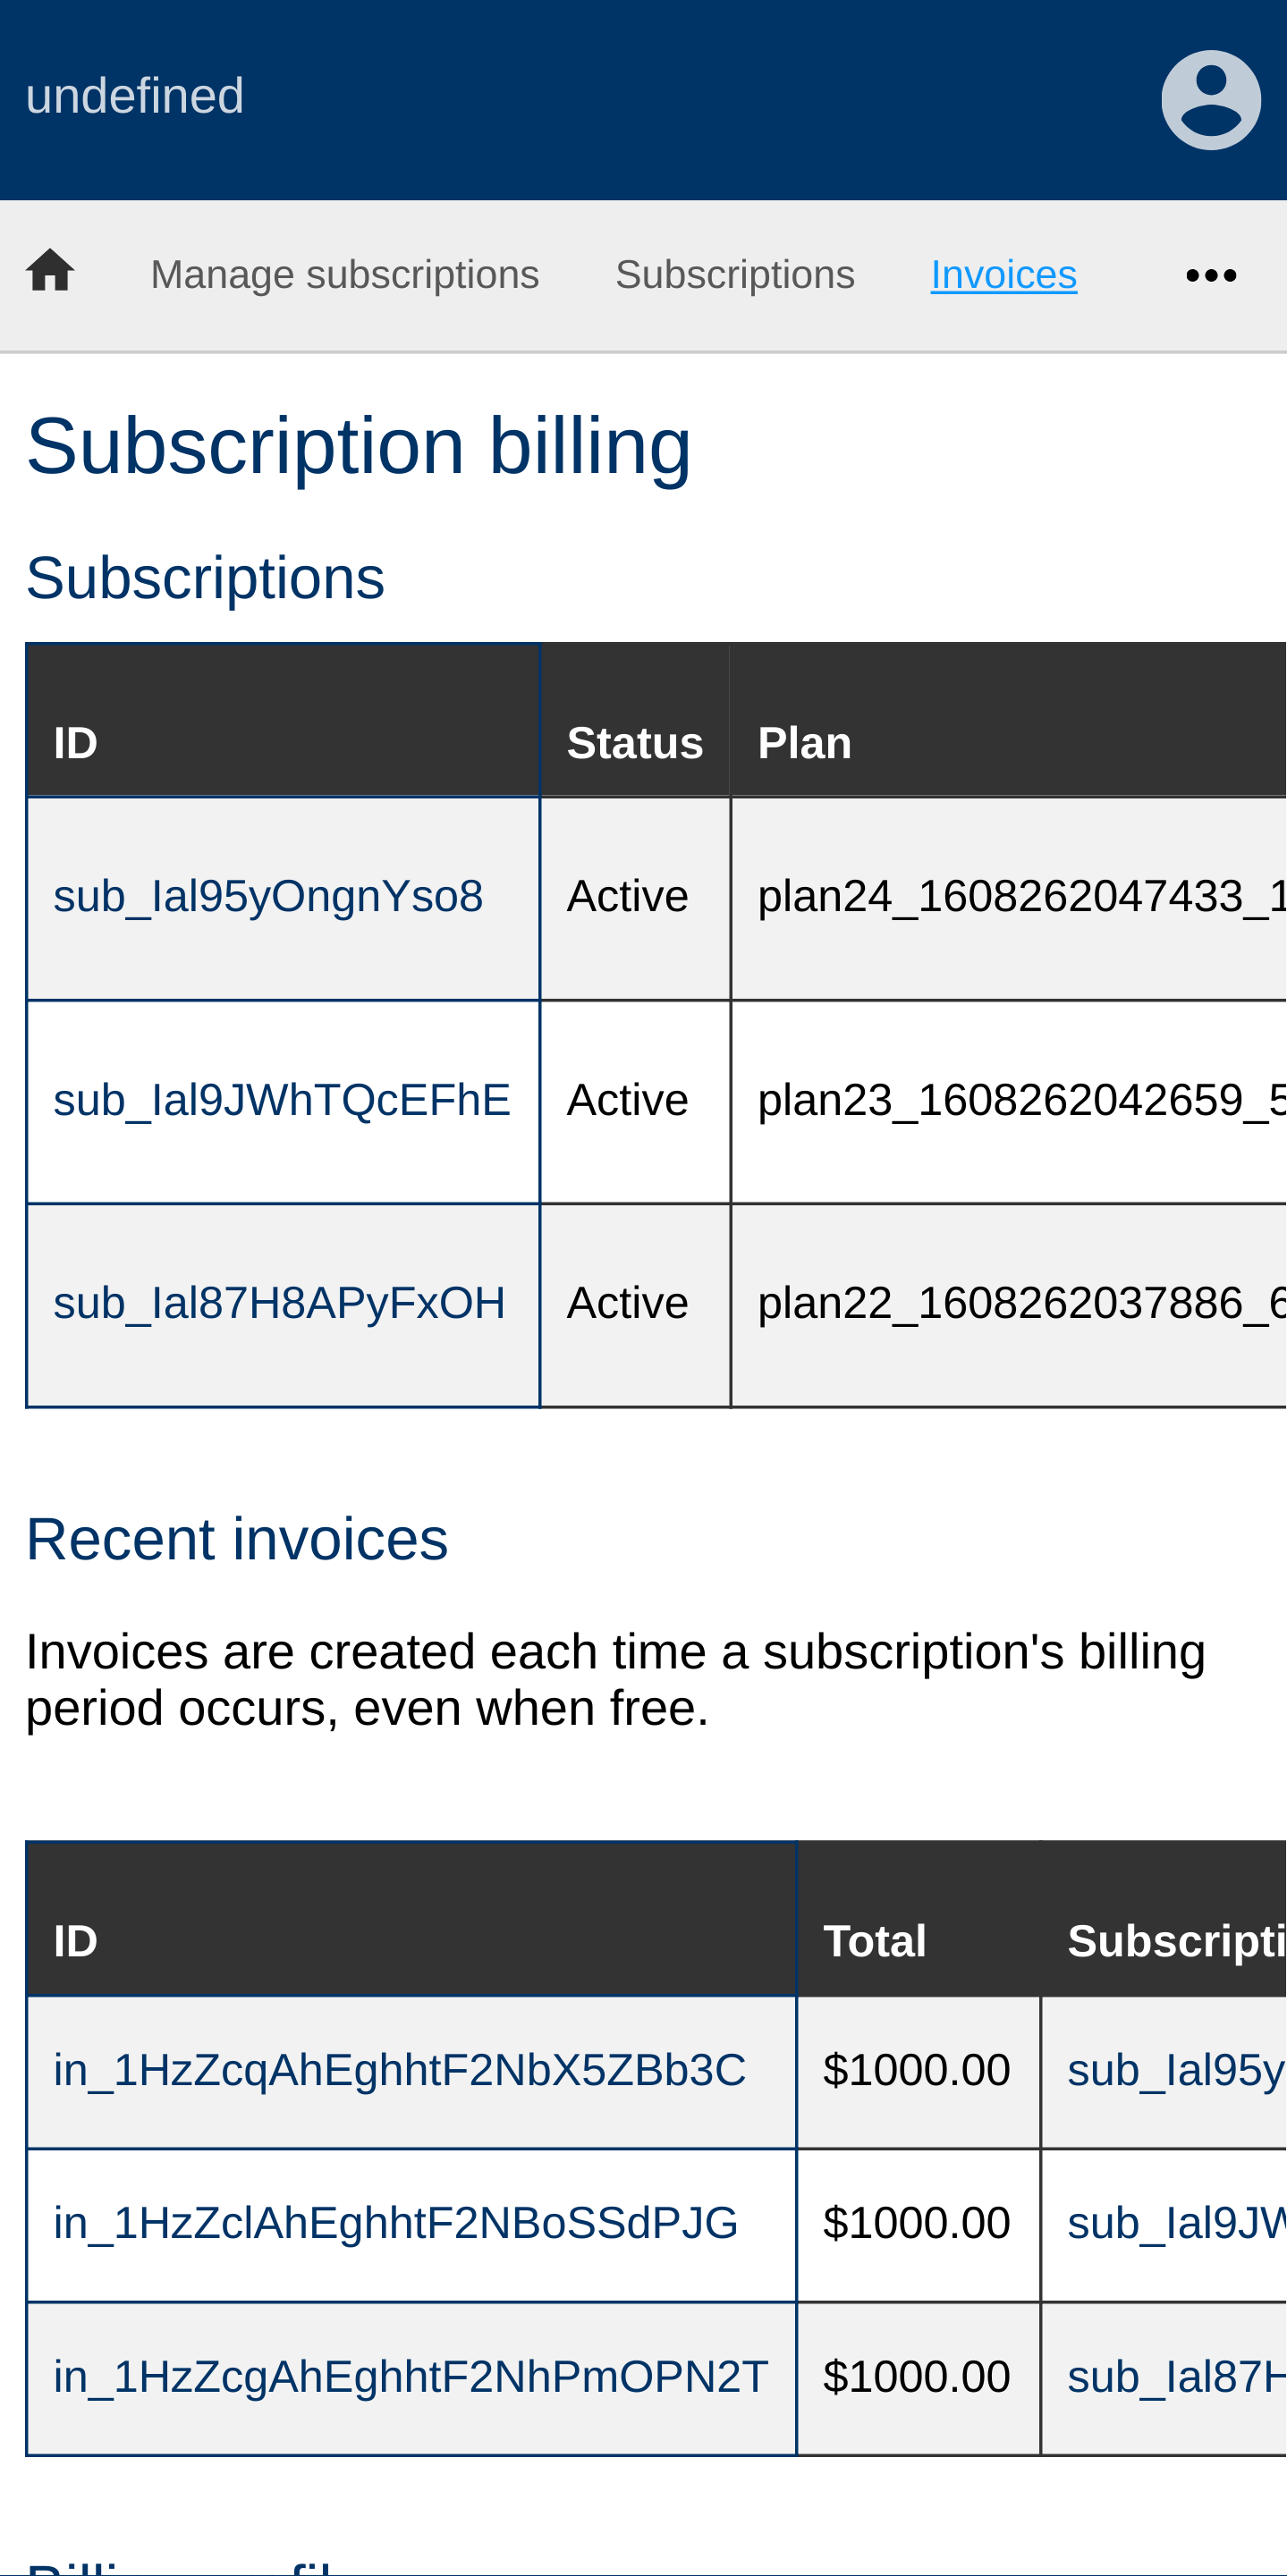 undefined
Manage subscriptions Subscriptions Invoices
Subscription billing
Subscriptions
ID Status Plan
sub_Ial95yOngnYso8 Active plan24_1608262047433_1
sub_Ial9JWhTQcEFhE Active plan23_1608262042659_5
sub_Ial87H8APyFxOH Active plan22_1608262037886_6
Recent invoices
Invoices are created each time a subscription's billing
period occurs, even when free.
ID Total Subscripti
in_1HzZcqAhEghhtF2NbX5ZBb3C $1000.00 sub_Ial95y
in_1HzZclAhEghhtF2NBoSSdPJG $1000.00 sub_Ial9JW
in_1HzZcgAhEghhtF2NhPmOPN2T $1000.00 sub_Ial87H